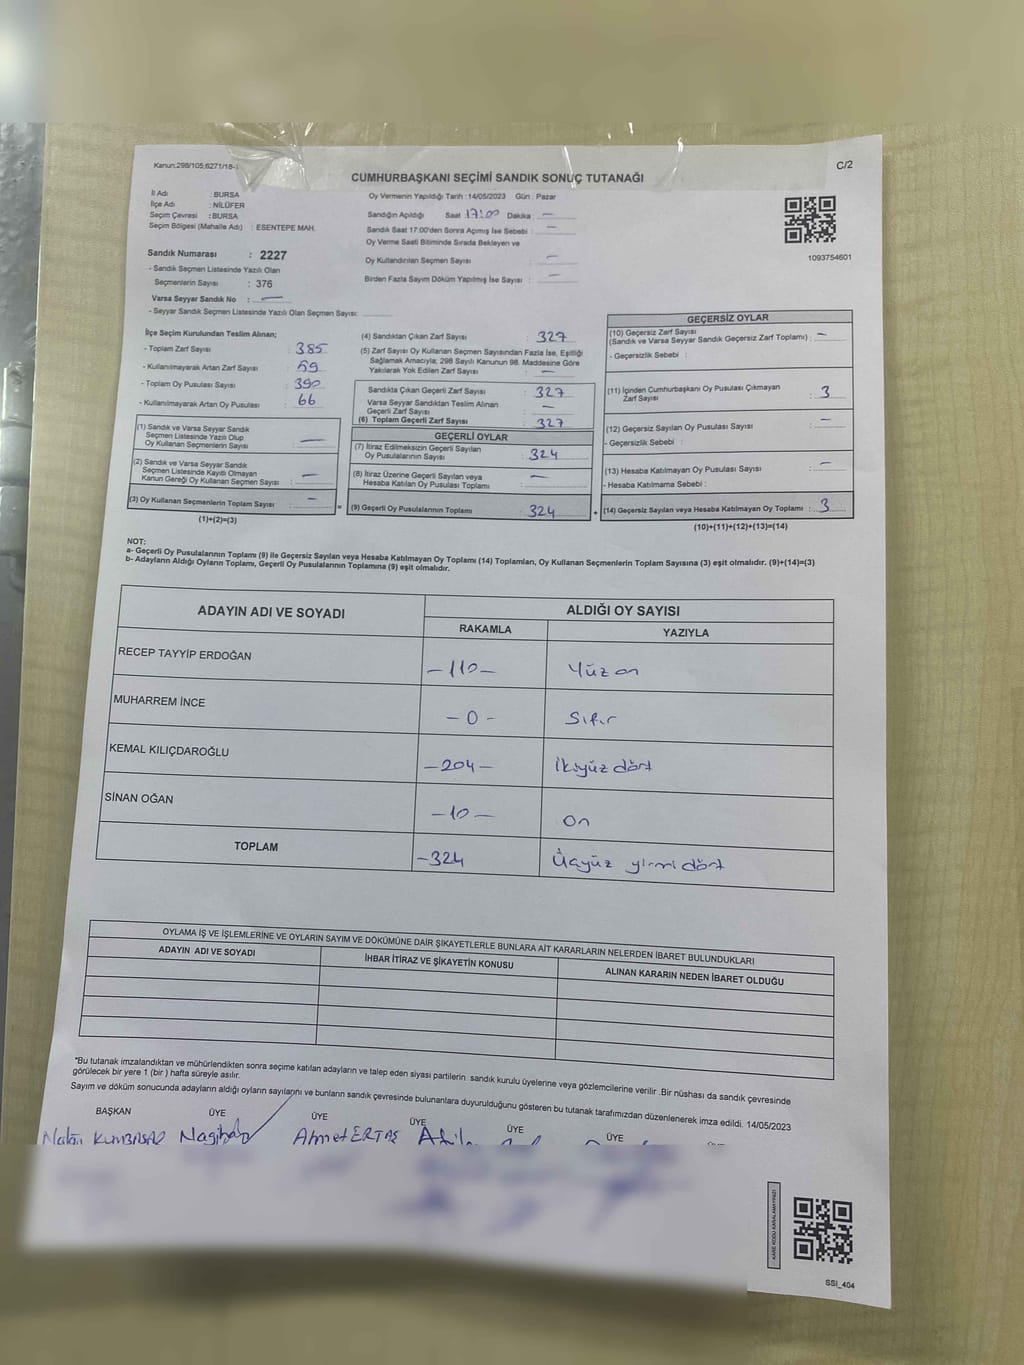 Kanun:298/105,6271/18-1
C/2
CUMHURBAŞKANI SEÇİMİ SANDIK SONUÇ TUTANAĞI
İl Adı : BURSA
İlçe Adı : NİLÜFER
Seçim Çevresi : BURSA
Seçim Bölgesi (Mahalle Adı) : ESENTEPE MAH.
Oy Vermenin Yapıldığı Tarih :14/05/2023 Gün : Pazar
Sandığın Açıldığı Saat 17:00 Dakika : —
Sandık Saat 17:00'den Sonra Açımış İse Sebebi : —
Oy Verme Saati Bitiminde Sırada Bekleyen ve
Oy Kullandırılan Seçmen Sayısı : —
Birden Fazla Sayım Döküm Yapılmış İse Sayısı : —
1093754601
Sandık Numarası : 2227
- Sandık Seçmen Listesinde Yazılı Olan
Seçmenlerin Sayısı : 376
Varsa Seyyar Sandık No : —
- Seyyar Sandık Seçmen Listesinde Yazılı Olan Seçmen Sayısı:
İlçe Seçim Kurulundan Teslim Alınan;
- Toplam Zarf Sayısı : 385
- Kullanılmayarak Artan Zarf Sayısı : 59
- Toplam Oy Pusulası Sayısı : 390
- Kullanılmayarak Artan Oy Pusulası : 66
(1) Sandık ve Varsa Seyyar Sandık
Seçmen Listesinde Yazılı Olup
Oy Kullanan Seçmenlerin Sayısı : —
(2) Sandık ve Varsa Seyyar Sandık
Seçmen Listesinde Kayıtlı Olmayan
Kanun Gereği Oy Kullanan Seçmen Sayısı : —
(3) Oy Kullanan Seçmenlerin Toplam Sayısı : —
(1)+(2)=(3)
(4) Sandıktan Çıkan Zarf Sayısı : 327
(5) Zarf Sayısı Oy Kullanan Seçmen Sayısından Fazla İse, Eşitliği
Sağlamak Amacıyla; 298 Sayılı Kanunun 98. Maddesine Göre
Yakılarak Yok Edilen Zarf Sayısı : —
Sandıkta Çıkan Geçerli Zarf Sayısı : 327
Varsa Seyyar Sandıktan Teslim Alınan
Geçerli Zarf Sayısı : —
(6) Toplam Geçerli Zarf Sayısı : 327
GEÇERLİ OYLAR
(7) İtiraz Edilmeksizin Geçerli Sayılan
Oy Pusulalarının Sayısı : 324
(8) İtiraz Üzerine Geçerli Sayılan veya
Hesaba Katılan Oy Pusulası Toplamı : —
(9) Geçerli Oy Pusulalarının Toplamı : 324
GEÇERSİZ OYLAR
(10) Geçersiz Zarf Sayısı
(Sandık ve Varsa Seyyar Sandık Geçersiz Zarf Toplamı) : —
- Geçersizlik Sebebi :
(11) İçinden Cumhurbaşkanı Oy Pusulası Çıkmayan
Zarf Sayısı : 3
(12) Geçersiz Sayılan Oy Pusulası Sayısı : —
- Geçersizlik Sebebi :
(13) Hesaba Katılmayan Oy Pusulası Sayısı : —
- Hesaba Katılmama Sebebi :
(14) Geçersiz Sayılan veya Hesaba Katılmayan Oy Toplamı : 3
(10)+(11)+(12)+(13)=(14)
NOT:
a- Geçerli Oy Pusulalarının Toplamı (9) ile Geçersiz Sayılan veya Hesaba Katılmayan Oy Toplamı (14) Toplamları, Oy Kullanan Seçmenlerin Toplam Sayısına (3) eşit olmalıdır. (9)+(14)=(3)
b- Adayların Aldığı Oyların Toplamı, Geçerli Oy Pusulalarının Toplamına (9) eşit olmalıdır.
ADAYIN ADI VE SOYADI ALDIĞI OY SAYISI
RAKAMLA YAZIYLA
RECEP TAYYİP ERDOĞAN -110- Yüz on
MUHARREM İNCE -0- Sıfır
KEMAL KILIÇDAROĞLU -204- İkiyüz dört
SİNAN OĞAN -10- On
TOPLAM -324 Üçyüz yirmi dört
OYLAMA İŞ VE İŞLEMLERİNE VE OYLARIN SAYIM VE DÖKÜMÜNE DAİR ŞİKAYETLERLE BUNLARA AİT KARARLARIN NELERDEN İBARET BULUNDUKLARI
ADAYIN ADI VE SOYADI İHBAR İTİRAZ VE ŞİKAYETİN KONUSU ALINAN KARARIN NEDEN İBARET OLDUĞU
"Bu tutanak imzalandıktan ve mühürlendikten sonra seçime katılan adayların ve talep eden siyasi partilerin sandık kurulu üyelerine veya gözlemcilerine verilir .Bir nüshası da sandık çevresinde
görülecek bir yere 1 (bir ) hafta süreyle asılır.
Sayım ve döküm sonucunda adayların aldığı oyların sayılarını ve bunların sandık çevresinde bulunanlara duyurulduğunu gösteren bu tutanak tarafımızdan düzenlenerek imza edildi. 14/05/2023
BAŞKAN ÜYE ÜYE ÜYE ÜYE ÜYE
Ahmet ERTAŞ
KARE KODU KARALAMAYINIZ!
SSI_404